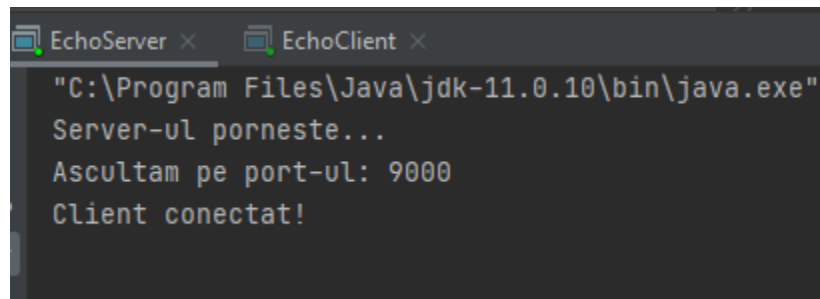 EchoServer × EchoClient ×
"C:\Program Files\Java\jdk-11.0.10\bin\java.exe"
Server-ul porneste...
Ascultam pe port-ul: 9000
Client conectat!